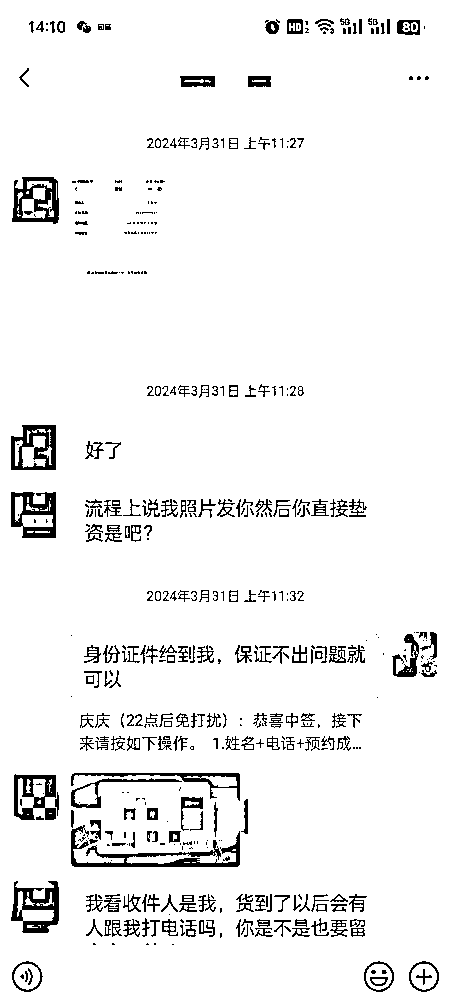 14:10
HD 1 2 5G 5G 80
2024年3月31日 上午11:27
2024年3月31日 上午11:28
好了
流程上说我照片发你然后你直接垫
资是吧?
2024年3月31日 上午11:32
身份证件给到我，保证不出问题就
可以
庆庆（22点后免打扰）：恭喜中签，接下
来请按如下操作。 1.姓名+电话+预约成...
我看收件人是我，货到了以后会有
人跟我打电话吗，你是不是也要留